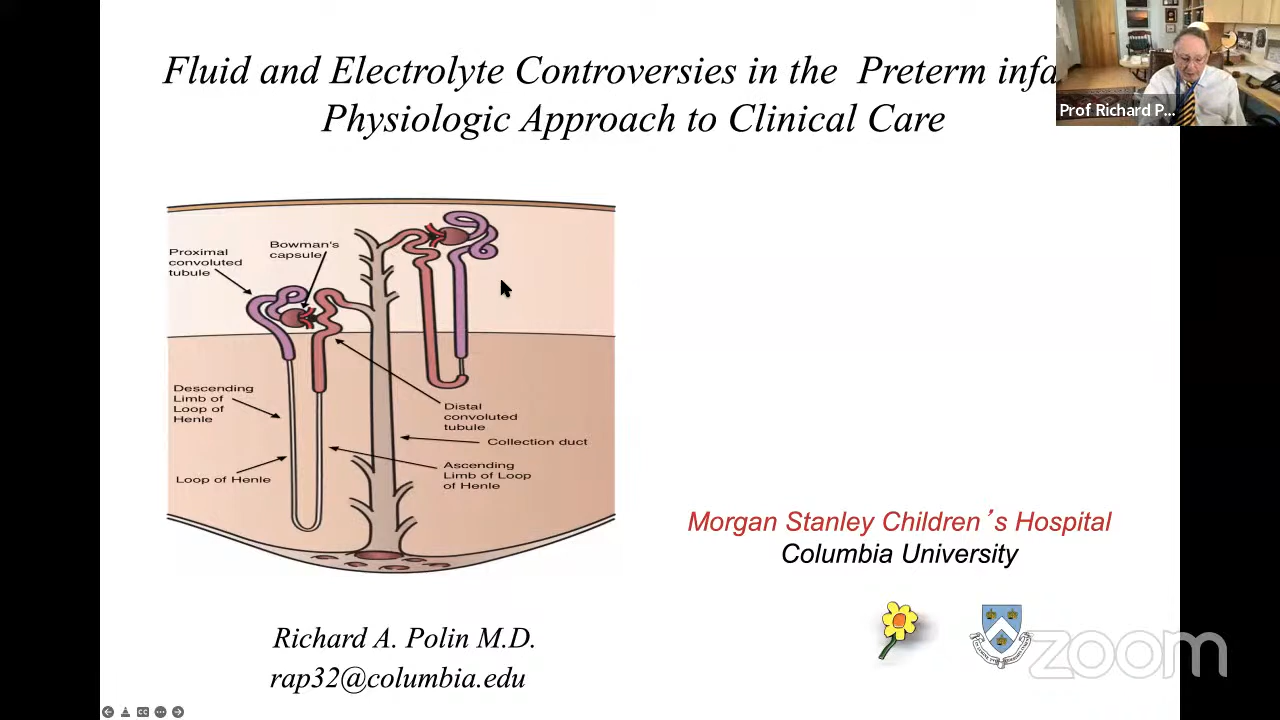 Fluid and Electrolyte Controversies in the Preterm infa
Physiologic Approach to Clinical Care
Prof Richard P...
Proximal
convoluted
tubule
Bowman's
capsule
Descending
Limb of
Loop of
Henle
Loop of Henle
Distal
convoluted
tubule
Collection duct
Ascending
Limb of Loop
of Henle
Morgan Stanley Children's Hospital
Columbia University
Richard A. Polin M.D.
rap32@columbia.edu
zoom
CC